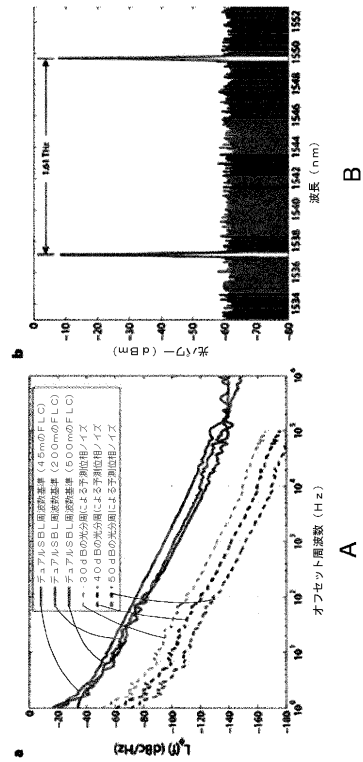 a
L_φ(f) (dBc/Hz)
0
-20
-40
-60
-80
-100
-120
-140
-160
-180
デュアルSBL周波数基準(45mのFLC)
デュアルSBL周波数基準(200mのFLC)
デュアルSBL周波数基準(600mのFLC)
30dBの光分周による予測位相ノイズ
40dBの光分周による予測位相ノイズ
50dBの光分周による予測位相ノイズ
10⁰
10¹
10²
10³
10⁴
10⁵
10⁶
オフセット周波数(Hz)
A
b
光パワー(dBm)
0
-10
-20
-30
-40
-50
-60
-70
-80
1.61 THz
1534
1536
1538
1540
1542
1544
1546
1548
1550
1552
波長(nm)
B